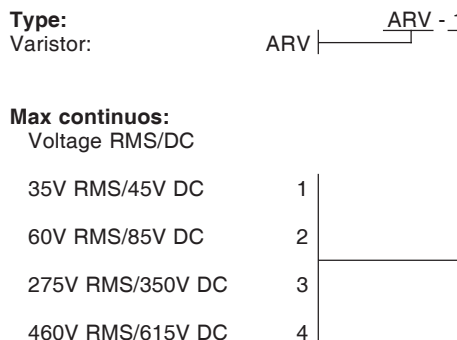 Type: ARV - 1
Varistor: ARV
Max continuos:
Voltage RMS/DC
35V RMS/45V DC 1
60V RMS/85V DC 2
275V RMS/350V DC 3
460V RMS/615V DC 4